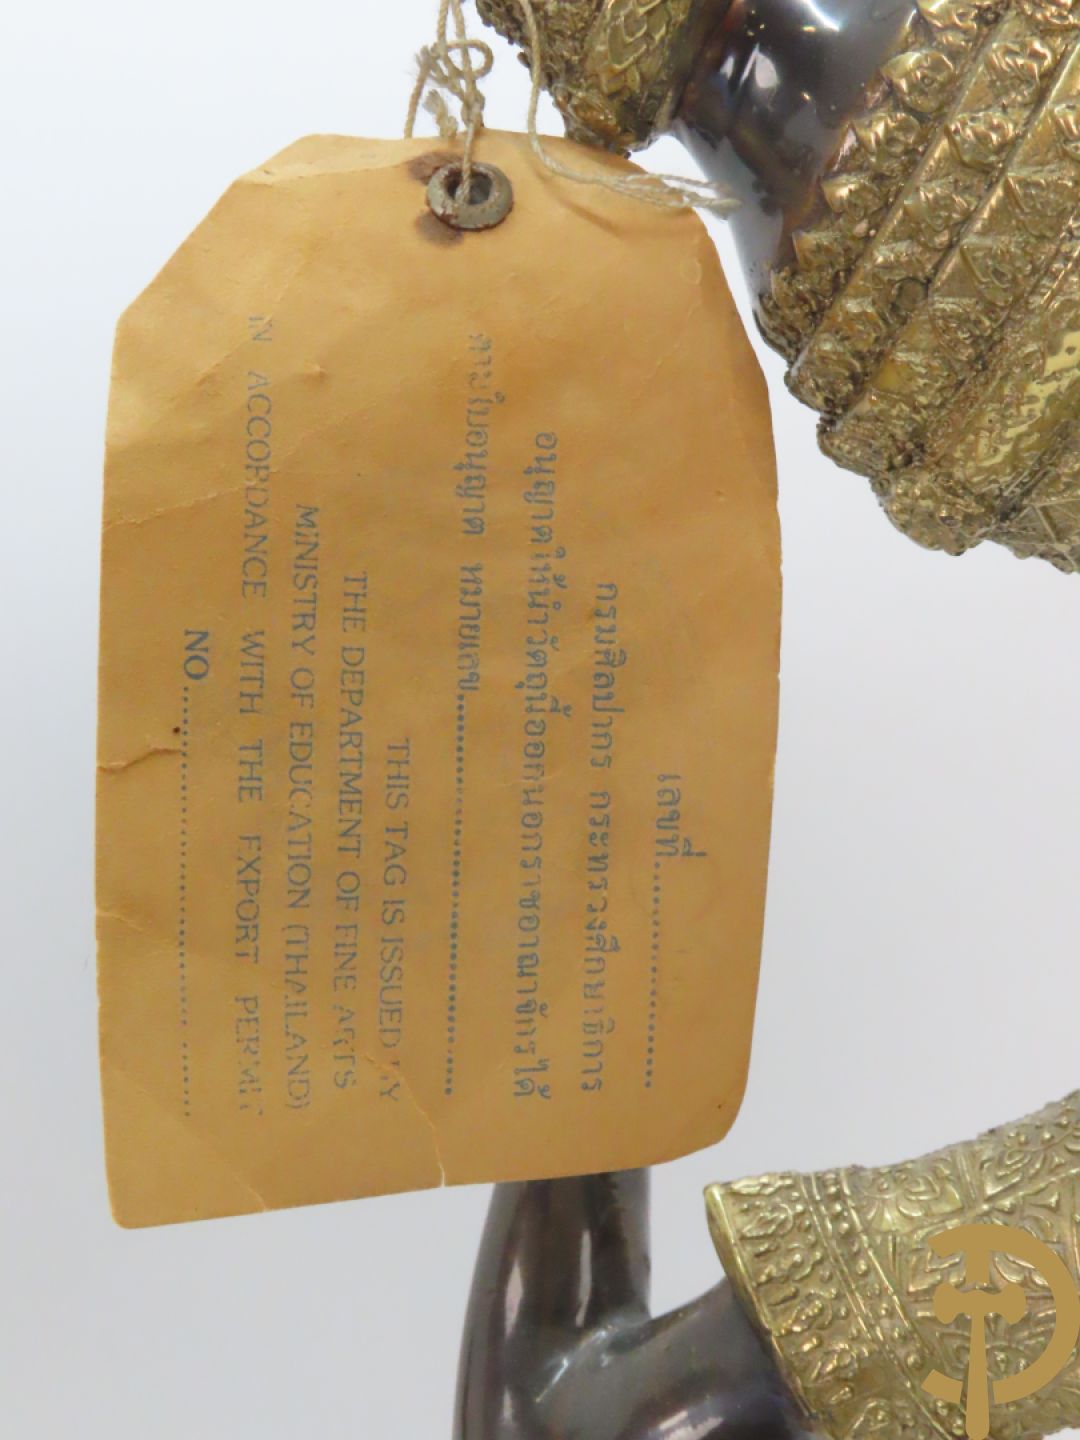 เลขที่....................
กรมศิลปากร กระทรวงศึกษาธิการ
อนุญาตให้นำวัตถุนี้ออกนอกราชอาณาจักรได้
ตามใบอนุญาต หมายเลข........................................
THIS TAG IS ISSUED BY
THE DEPARTMENT OF FINE ARTS
MINISTRY OF EDUCATION (THAILAND)
IN ACCORDANCE WITH THE EXPORT PERMIT
NO........................................